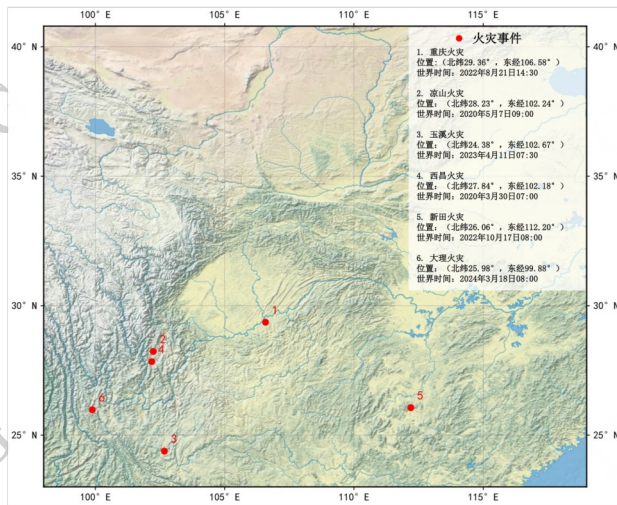 100° E 105° E 110° E 115° E
40° N 40° N
火灾事件
1. 重庆火灾
位置:（北纬29.36°，东经106.58°）
世界时间：2022年8月21日14:30
2. 凉山火灾
位置：（北纬28.23°，东经102.24°）
世界时间：2020年5月7日09:00
3. 玉溪火灾
位置：（北纬24.38°，东经102.67°）
世界时间：2023年4月11日07:30
35° N 35° N
4. 西昌火灾
位置：（北纬27.84°，东经102.18°）
世界时间：2020年3月30日07:00
5. 新田火灾
位置：（北纬26.06°，东经112.20°）
世界时间：2022年10月17日08:00
6. 大理火灾
位置：（北纬25.98°，东经99.88°）
世界时间：2024年3月18日08:00
30° N 30° N
1
2
4
6
5
3
25° N 25° N
100° E 105° E 110° E 115° E